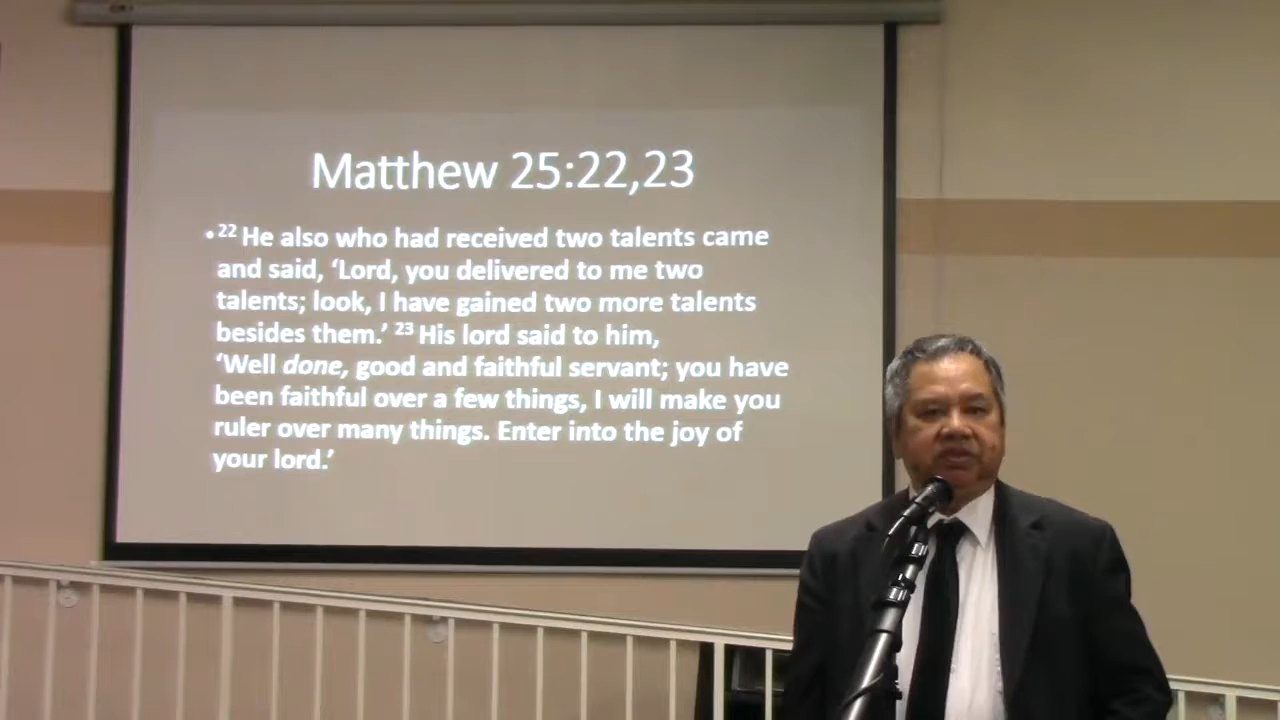 Matthew 25:22,23
• 22 He also who had received two talents came
and said, ‘Lord, you delivered to me two
talents; look, I have gained two more talents
besides them.’ 23 His lord said to him,
‘Well done, good and faithful servant; you have
been faithful over a few things, I will make you
ruler over many things. Enter into the joy of
your lord.’